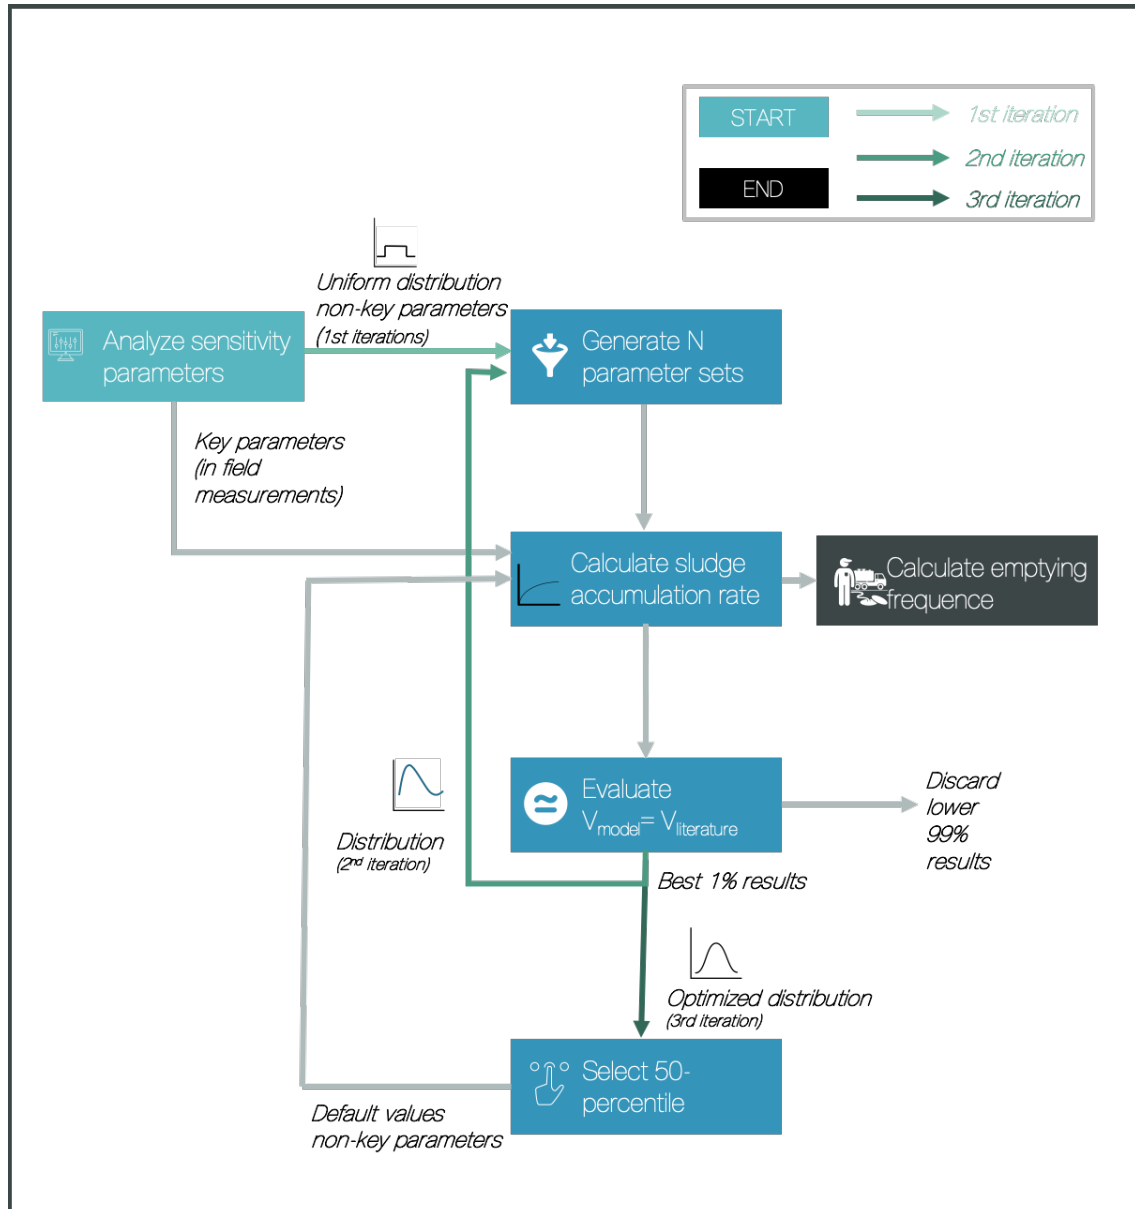 START
1st iteration
2nd iteration
END
3rd iteration
Uniform distribution
non-key parameters
(1st iterations)
Analyze sensitivity
parameters
Generate N
parameter sets
Key parameters
(in field
measurements)
Calculate sludge
accumulation rate
Calculate emptying
frequence
Evaluate
Vmodel= Vliterature
Discard
lower
99%
results
Distribution
(2nd iteration)
Best 1% results
Optimized distribution
(3rd iteration)
Select 50-
percentile
Default values
non-key parameters